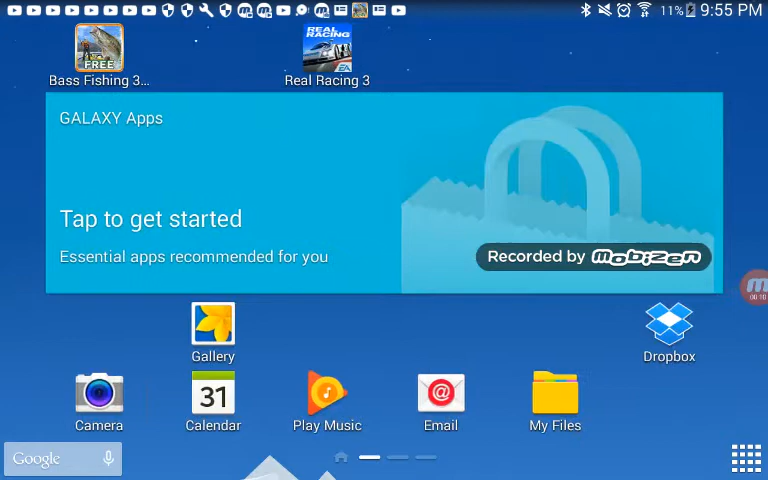 11% 9:55 PM
FREE
REAL RACING
EA
Bass Fishing 3...
Real Racing 3
GALAXY Apps
Tap to get started
Essential apps recommended for you
Recorded by mobizen
00:10
Gallery
Dropbox
31
@
Camera
Calendar
Play Music
Email
My Files
Google